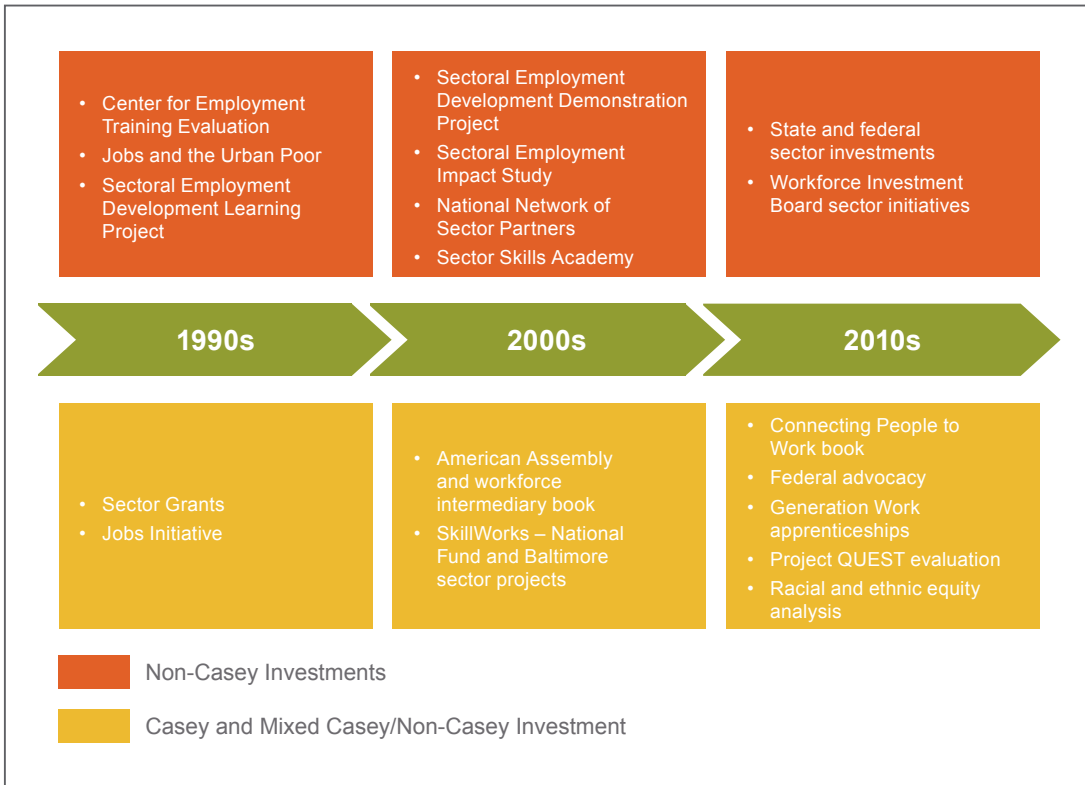 • Center for Employment
Training Evaluation
• Jobs and the Urban Poor
• Sectoral Employment
Development Learning
Project
• Sectoral Employment
Development Demonstration
Project
• Sectoral Employment
Impact Study
• National Network of
Sector Partners
• Sector Skills Academy
• State and federal
sector investments
• Workforce Investment
Board sector initiatives
1990s
2000s
2010s
• Sector Grants
• Jobs Initiative
• American Assembly
and workforce
intermediary book
• SkillWorks – National
Fund and Baltimore
sector projects
• Connecting People to
Work book
• Federal advocacy
• Generation Work
apprenticeships
• Project QUEST evaluation
• Racial and ethnic equity
analysis
Non-Casey Investments
Casey and Mixed Casey/Non-Casey Investment